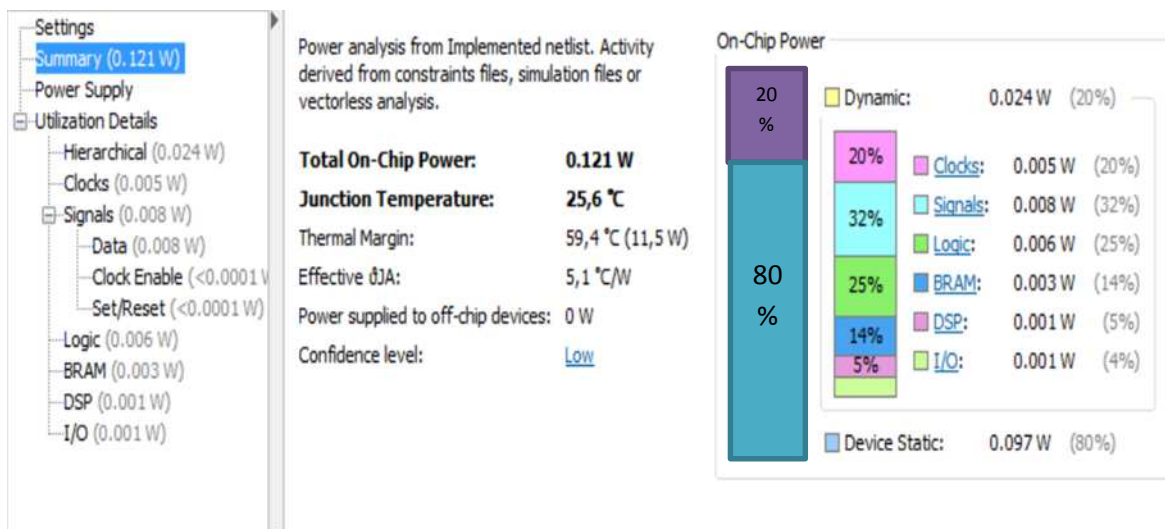 Settings
Summary (0.121 W)
Power Supply
Utilization Details
Hierarchical (0.024 W)
Clocks (0.005 W)
Signals (0.008 W)
Data (0.008 W)
Clock Enable (<0.0001 W
Set/Reset (<0.0001 W)
Logic (0.006 W)
BRAM (0.003 W)
DSP (0.001 W)
I/O (0.001 W)
Power analysis from Implemented netlist. Activity
derived from constraints files, simulation files or
vectorless analysis.
Total On-Chip Power: 0.121 W
Junction Temperature: 25,6 °C
Thermal Margin: 59,4 °C (11,5 W)
Effective ϑJA: 5,1 °C/W
Power supplied to off-chip devices: 0 W
Confidence level: Low
On-Chip Power
20
%
80
%
Dynamic: 0.024 W (20%)
20%
32%
25%
14%
5%
Clocks: 0.005 W (20%)
Signals: 0.008 W (32%)
Logic: 0.006 W (25%)
BRAM: 0.003 W (14%)
DSP: 0.001 W (5%)
I/O: 0.001 W (4%)
Device Static: 0.097 W (80%)